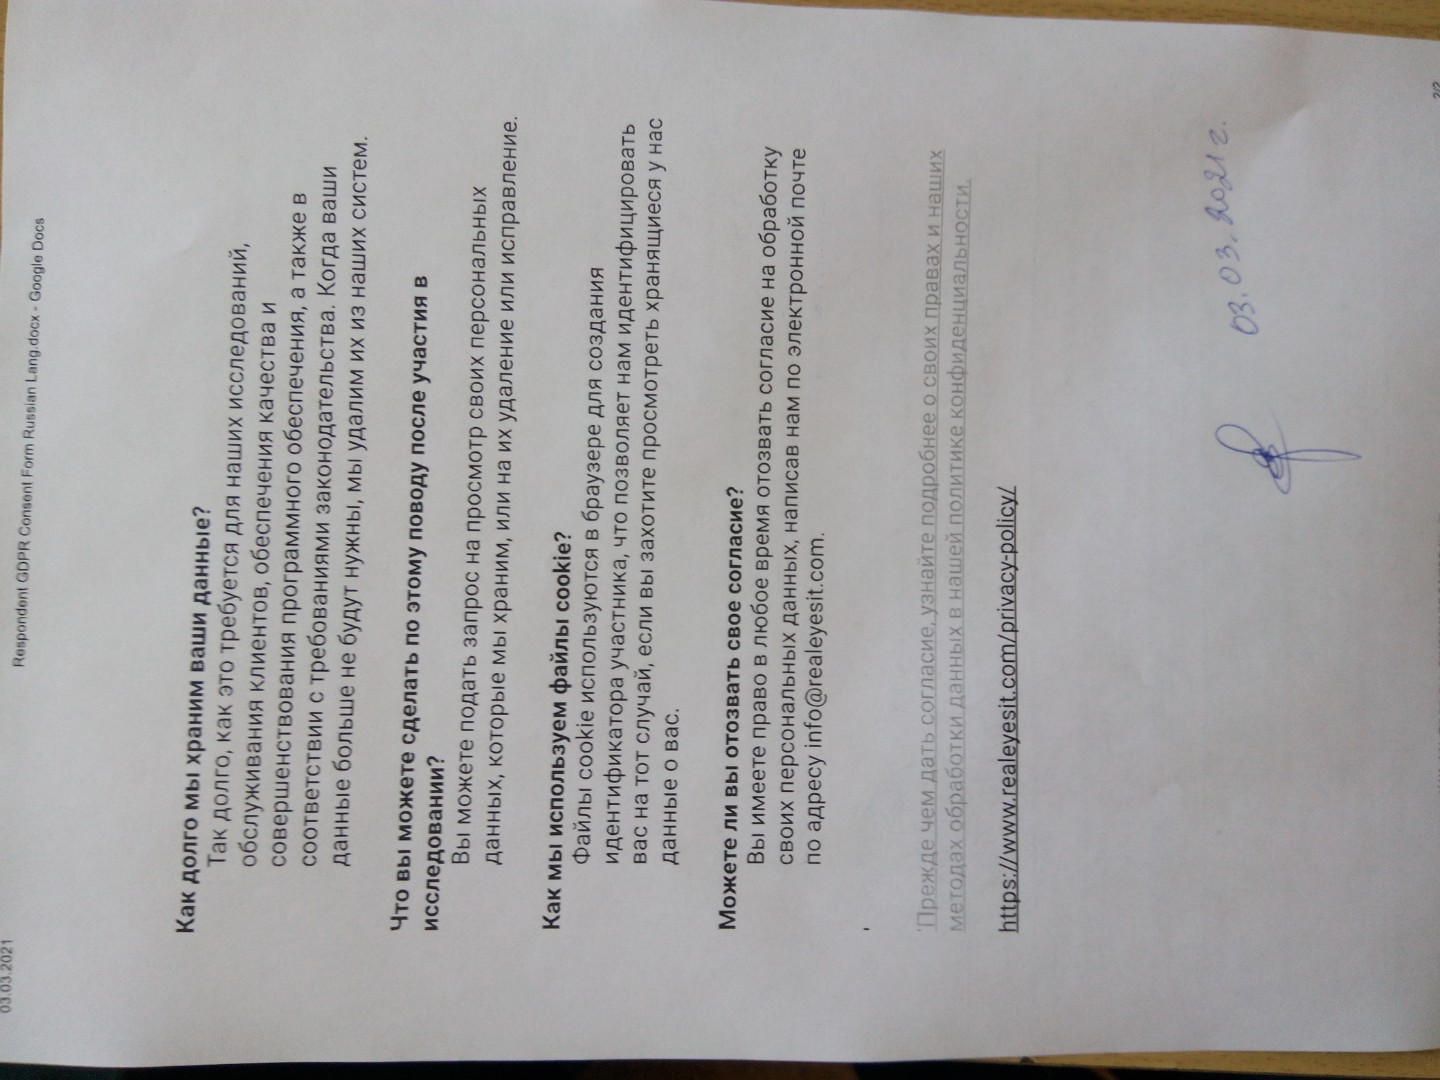 03.03.2021 Respondent GDPR Consent Form Russian Lang.docx - Google Docs
Как долго мы храним ваши данные?
Так долго, как это требуется для наших исследований,
обслуживания клиентов, обеспечения качества и
совершенствования программного обеспечения, а также в
соответствии с требованиями законодательства. Когда ваши
данные больше не будут нужны, мы удалим их из наших систем.
Что вы можете сделать по этому поводу после участия в
исследовании?
Вы можете подать запрос на просмотр своих персональных
данных, которые мы храним, или на их удаление или исправление.
Как мы используем файлы cookie?
Файлы cookie используются в браузере для создания
идентификатора участника, что позволяет нам идентифицировать
вас на тот случай, если вы захотите просмотреть хранящиеся у нас
данные о вас.
Можете ли вы отозвать свое согласие?
Вы имеете право в любое время отозвать согласие на обработку
своих персональных данных, написав нам по электронной почте
по адресу info@realeyesit.com.
'
'Прежде чем дать согласие, узнайте подробнее о своих правах и наших
методах обработки данных в нашей политике конфиденциальности.
https://www.realeyesit.com/privacy-policy/
03.03.2021 г.
2/2